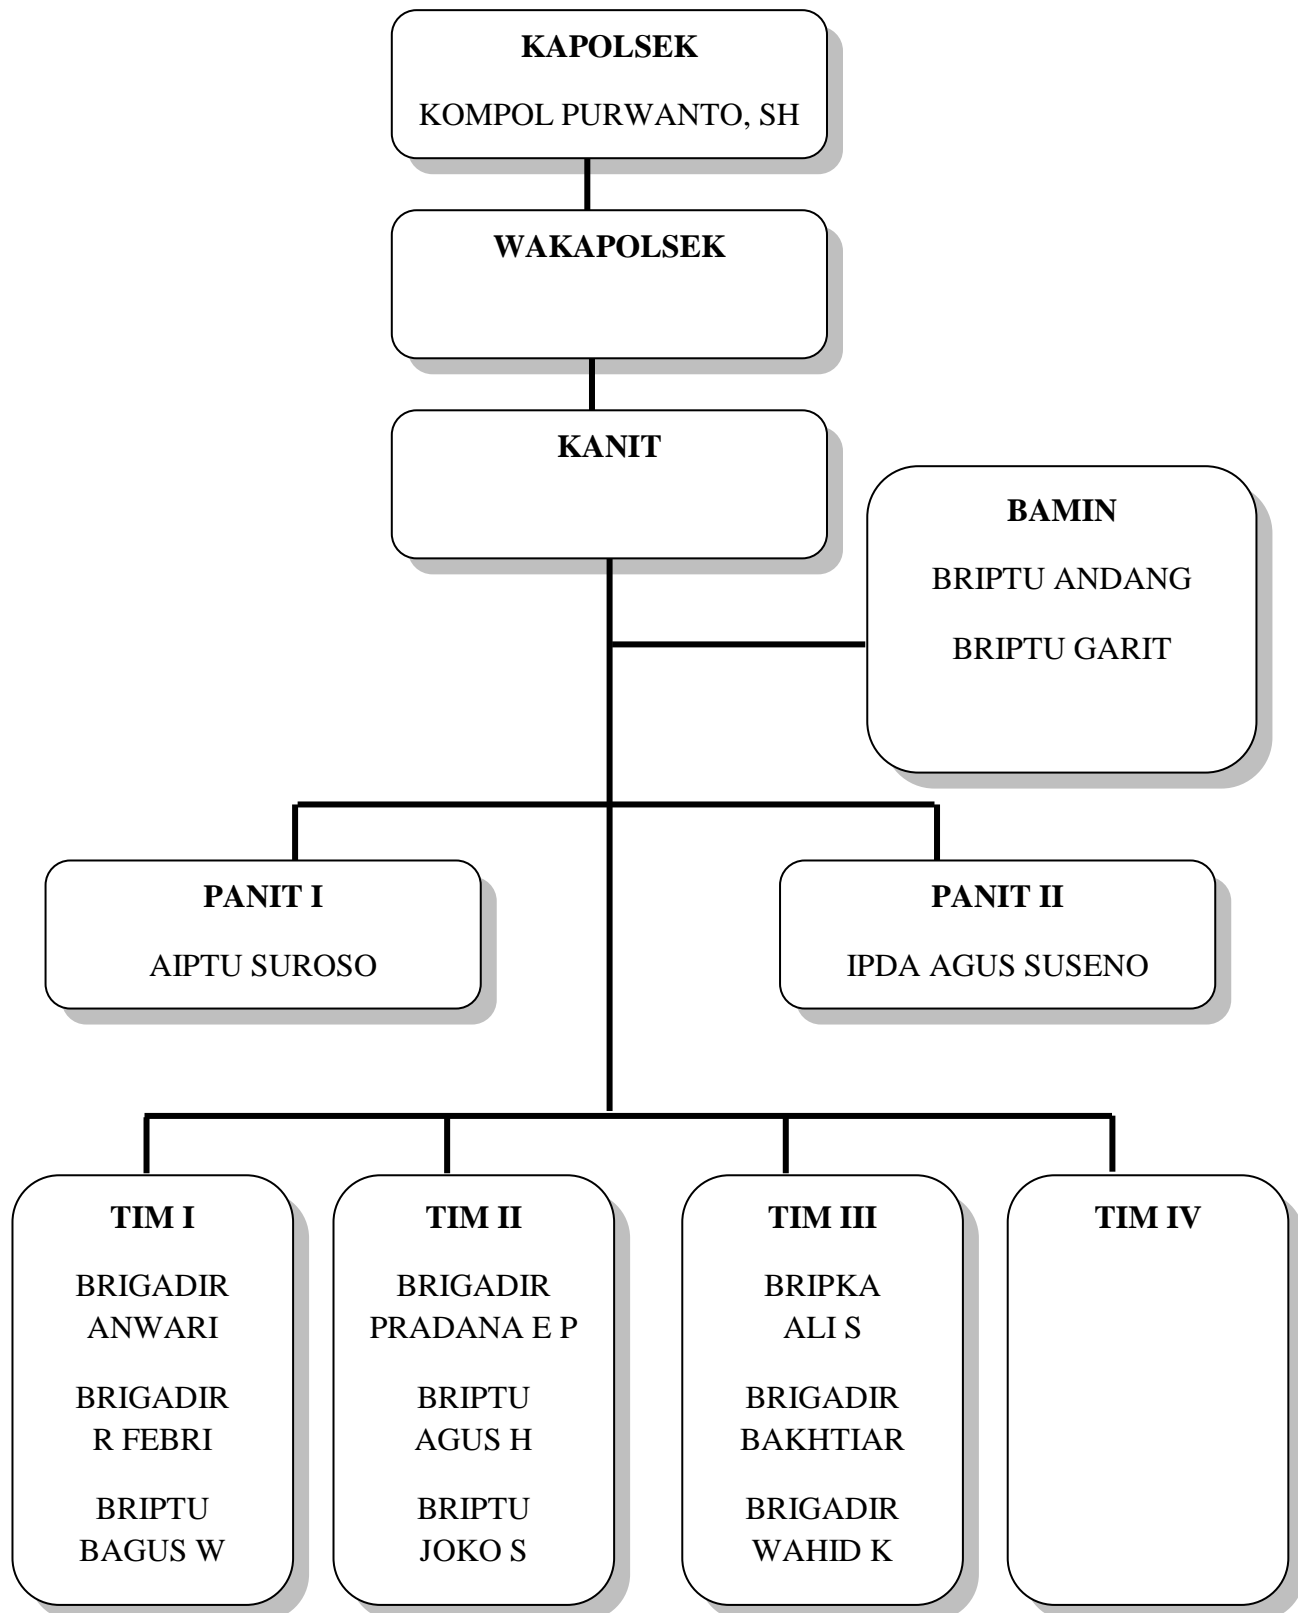 KAPOLSEK
KOMPOL PURWANTO, SH
WAKAPOLSEK
KANIT
BAMIN
BRIPTU ANDANG
BRIPTU GARIT
PANIT I
AIPTU SUROSO
PANIT II
IPDA AGUS SUSENO
TIM I
BRIGADIR
ANWARI
BRIGADIR
R FEBRI
BRIPTU
BAGUS W
TIM II
BRIGADIR
PRADANA E P
BRIPTU
AGUS H
BRIPTU
JOKO S
TIM III
BRIPKA
ALI S
BRIGADIR
BAKHTIAR
BRIGADIR
WAHID K
TIM IV